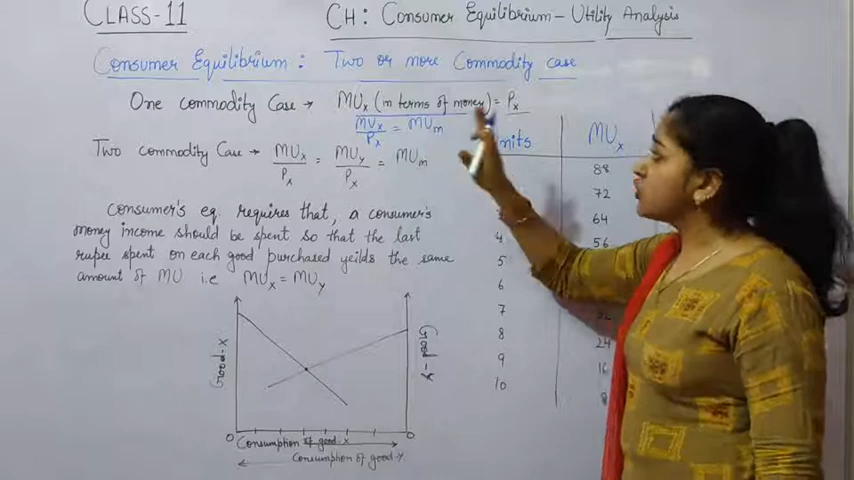 CLASS-11
CH: Consumer Equilibrium - Utility Analysis
Consumer Equilibrium: Two or more Commodity case
One commodity Case → MUx (in terms of money) = Px
MUx/Px = MUm
Two commodity Case → MUx/Px = MUy/Px = MUm
Consumer's eq. requires that, a consumer's
money income should be spent so that the last
rupee spent on each good purchased yeilds the same
amount of MU i.e MUx = MUy
Good-X
Good-Y
O
O
Consumption of good-X
Consumption of good-Y
MUx
88
72
64
4 56
5
6
7
8 24
9 16
10 8